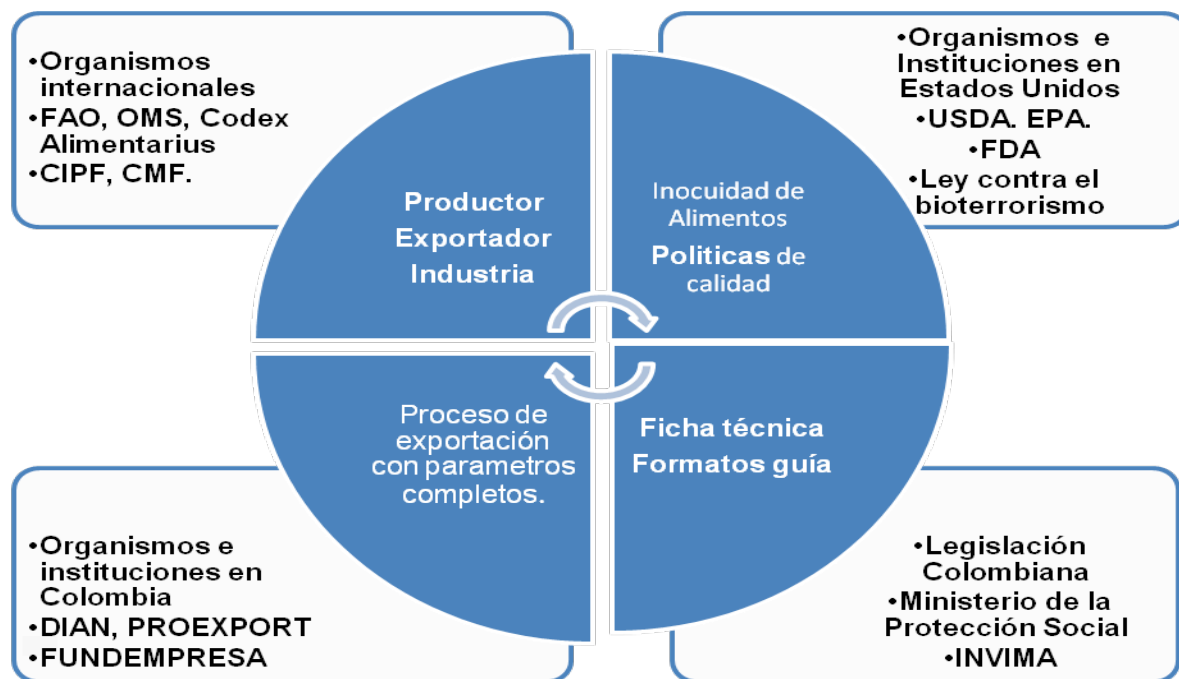 •Organismos
internacionales
•FAO, OMS, Codex
Alimentarius
•CIPF, CMF.
Productor
Exportador
Industria
Inocuidad de
Alimentos
Politicas de
calidad
•Organismos e
Instituciones en
Estados Unidos
•USDA. EPA.
•FDA
•Ley contra el
bioterrorismo
Proceso de
exportación
con parametros
completos.
Ficha técnica
Formatos guía
•Organismos e
instituciones en
Colombia
•DIAN, PROEXPORT
•FUNDEMPRESA
•Legislación
Colombiana
•Ministerio de la
Protección Social
•INVIMA